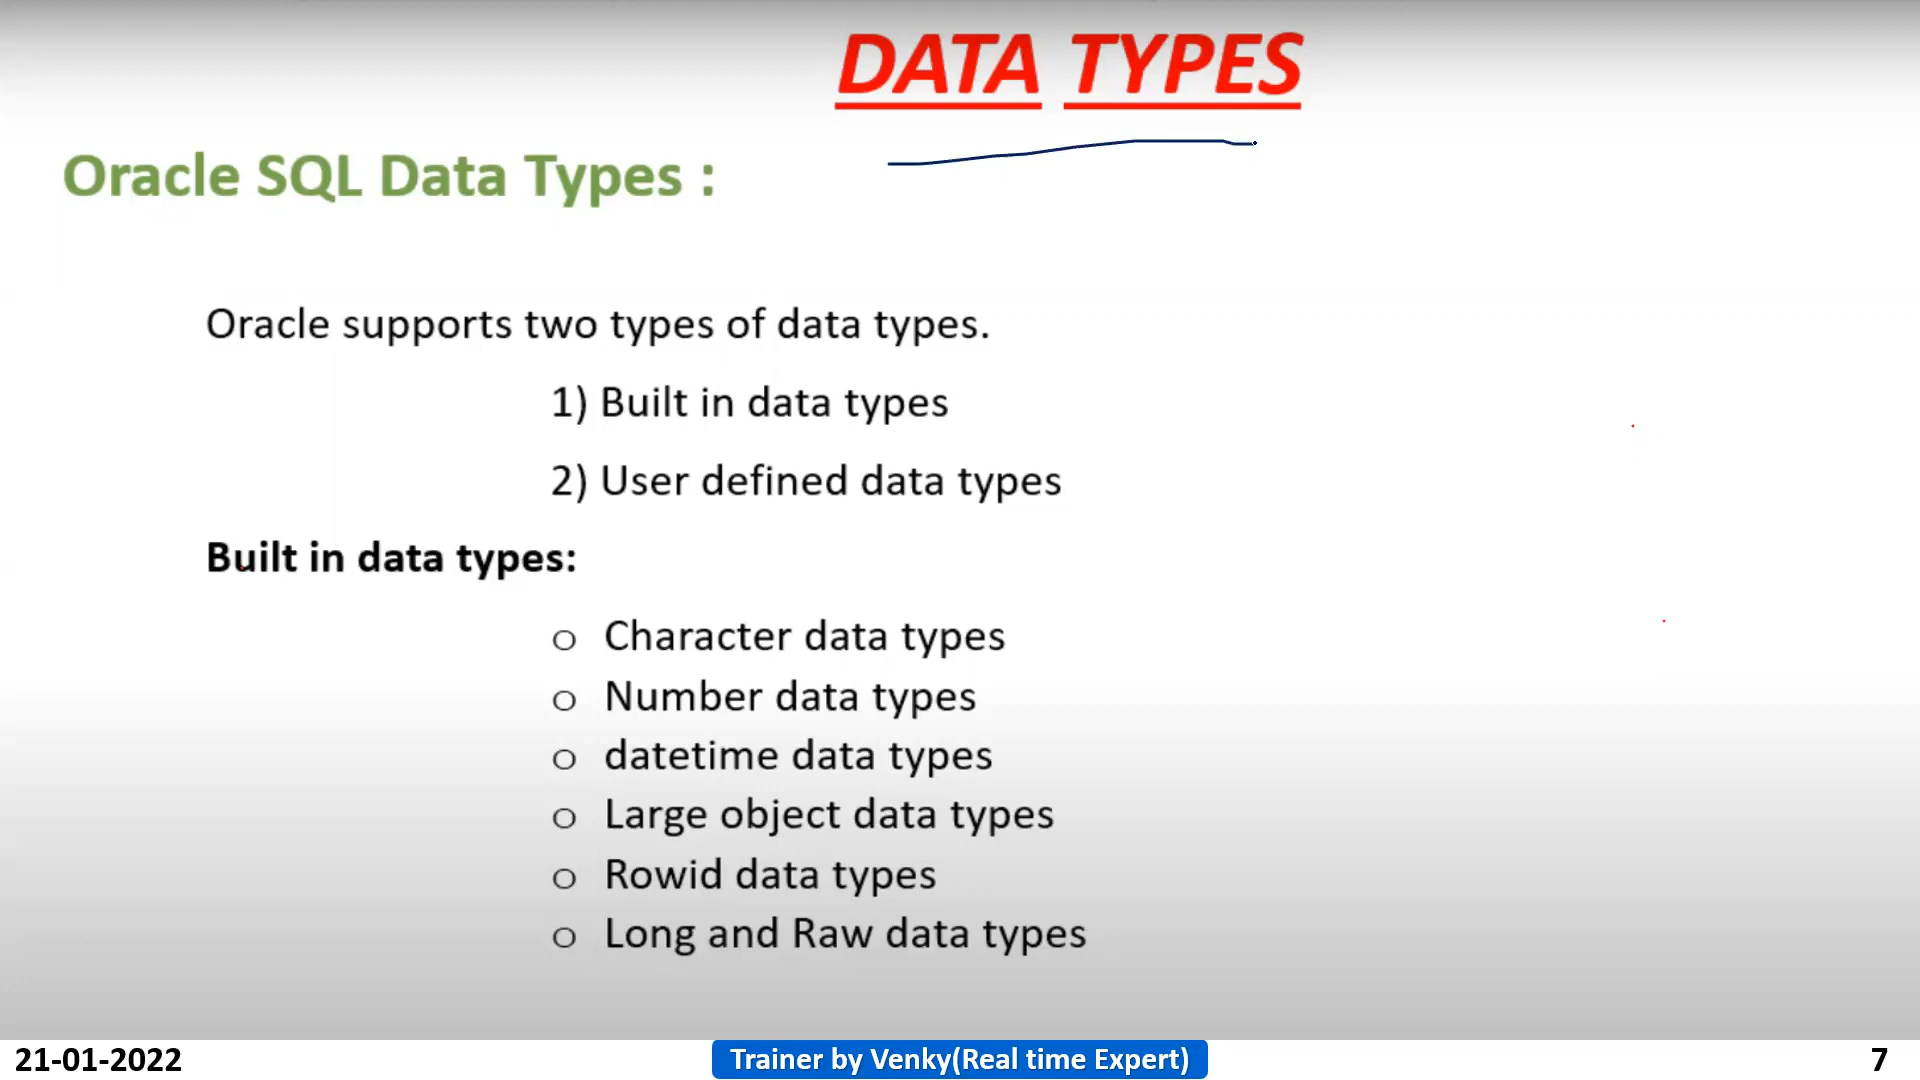 DATA TYPES
Oracle SQL Data Types :
Oracle supports two types of data types.
1) Built in data types
2) User defined data types
Built in data types:
o Character data types
o Number data types
o datetime data types
o Large object data types
o Rowid data types
o Long and Raw data types
21-01-2022
Trainer by Venky(Real time Expert)
7